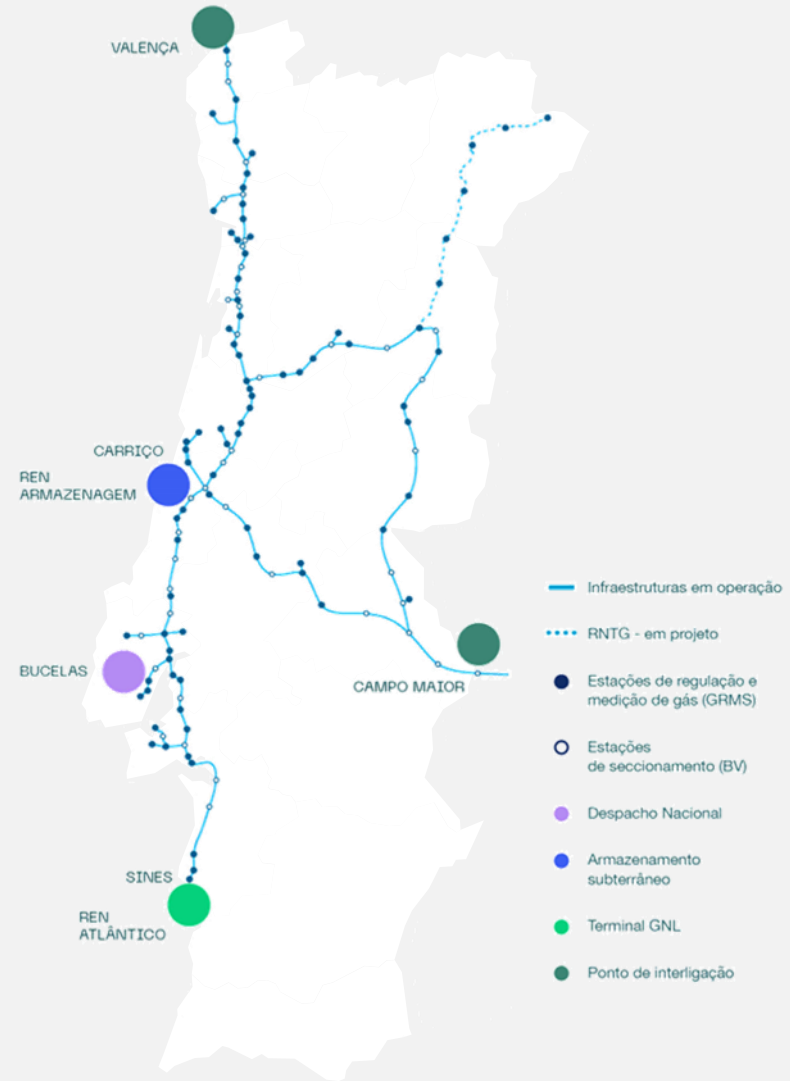 VALENÇA
CARRIÇO
REN
ARMAZENAGEM
BUCELAS
CAMPO MAIOR
SINES
REN
ATLÂNTICO
Infraestruturas em operação
RNTG - em projeto
Estações de regulação e
medição de gás (GRMS)
Estações
de seccionamento (BV)
Despacho Nacional
Armazenamento
subterrâneo
Terminal GNL
Ponto de interligação